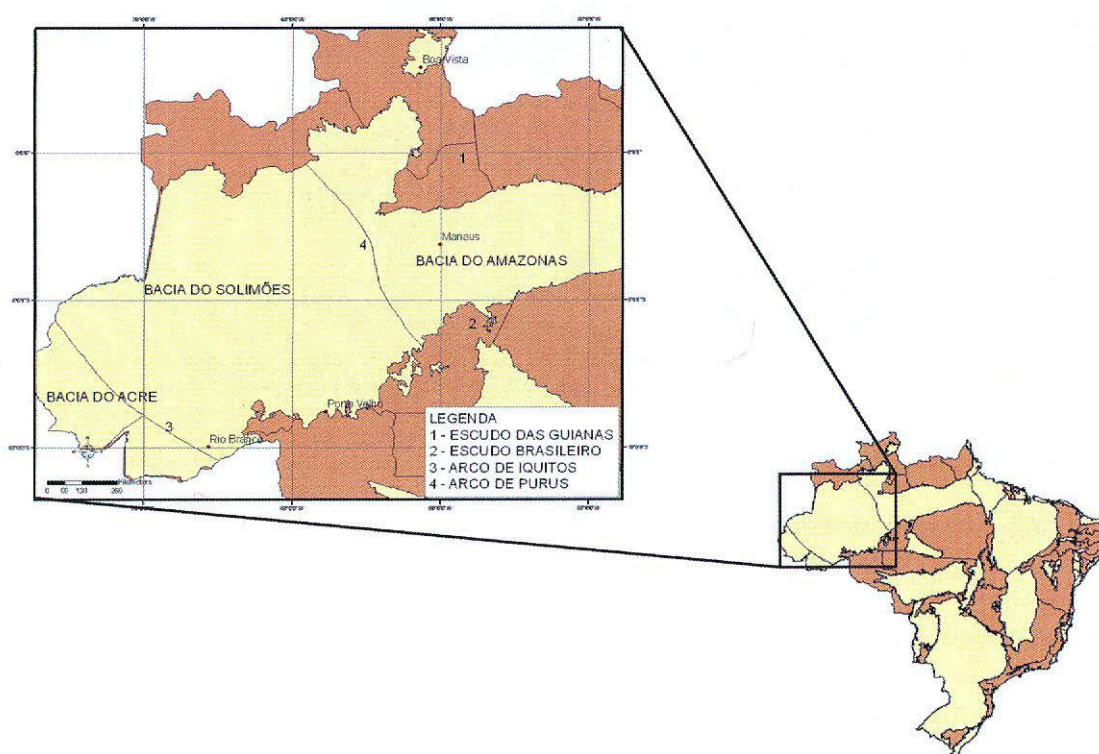 Boa Vista
1
Manaus
4
BACIA DO AMAZONAS
BACIA DO SOLIMÕES
2
BACIA DO ACRE
Porto Velho
3
Rio Branco
LEGENDA
1 - ESCUDO DAS GUIANAS
2 - ESCUDO BRASILEIRO
3 - ARCO DE IQUITOS
4 - ARCO DE PURUS